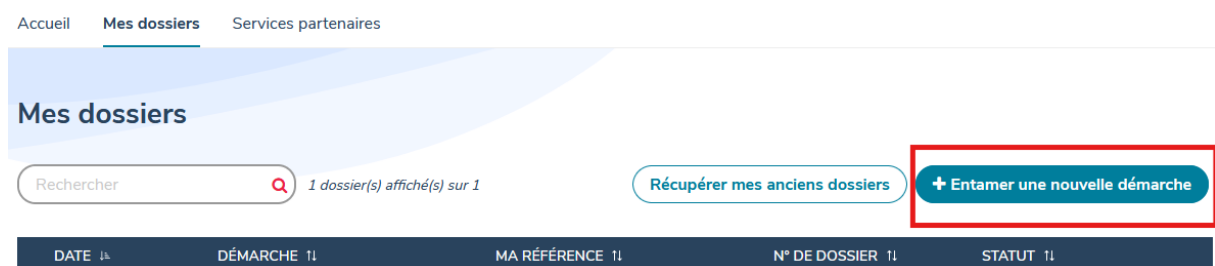 Accueil Mes dossiers Services partenaires
Mes dossiers
Rechercher 1 dossier(s) affiché(s) sur 1 Récupérer mes anciens dossiers + Entamer une nouvelle démarche
DATE DÉMARCHE MA RÉFÉRENCE N° DE DOSSIER STATUT